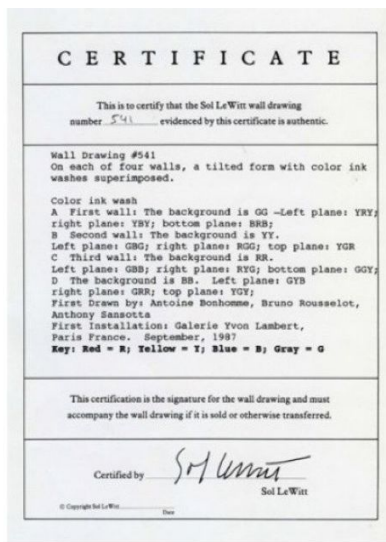 CERTIFICATE
This is to certify that the Sol LeWitt wall drawing
number 541 evidenced by this certificate is authentic.
Wall Drawing #541
On each of four walls, a tilted form with color ink
washes superimposed.
Color ink wash
A First wall: The background is GG —Left plane: YRY;
right plane: YBY; bottom plane: BRB;
B Second wall: The background is YY.
Left plane: GBG; right plane: RGG; top plane: YGR
C Third wall: The background is RR.
Left plane: GBB; right plane: RYG; bottom plane: GGY;
D The background is BB. Left plane: GYB
right plane: GRR; top plane: YGY;
First Drawn by: Antoine Bonhomme, Bruno Rousselot,
Anthony Sansotta
First Installation: Galerie Yvon Lambert,
Paris France. September, 1987
Key: Red = R; Yellow = Y; Blue = B; Gray = G
This certification is the signature for the wall drawing and must
accompany the wall drawing if it is sold or otherwise transferred.
Certified by Sol LeWitt
Sol LeWitt
© Copyright Sol LeWitt
Date